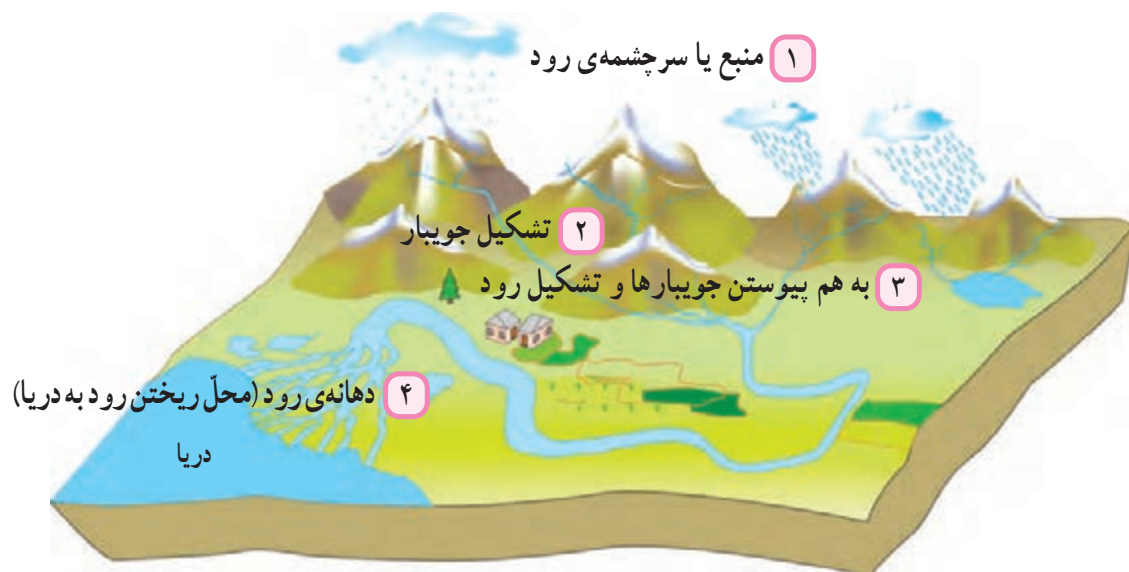 ۱ منبع یا سرچشمه‌ی رود
۲ تشکیل جویبار
۳ به هم پیوستن جویبارها و تشکیل رود
۴ دهانه‌ی رود (محلّ ریختن رود به دریا)
دریا